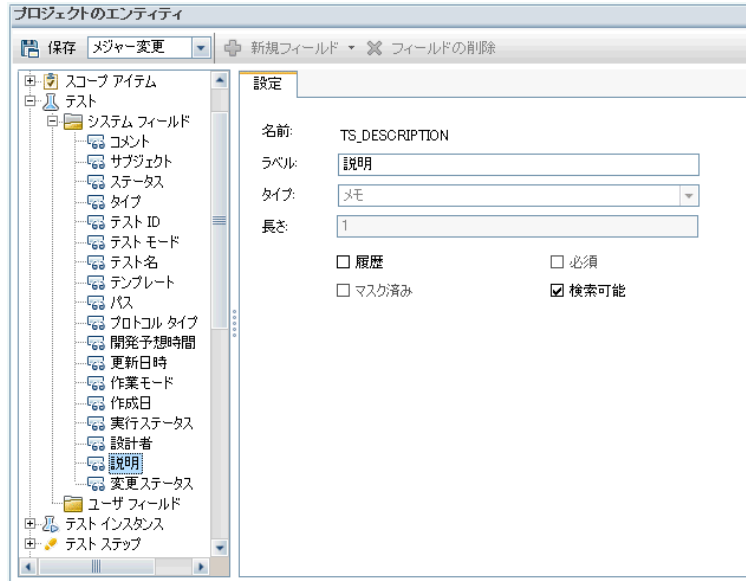 プロジェクトのエンティティ
保存 メジャー変更 新規フィールド フィールドの削除
スコープ アイテム
テスト
システム フィールド
コメント
サブジェクト
ステータス
タイプ
テスト ID
テスト モード
テスト名
テンプレート
パス
プロトコル タイプ
開発予想時間
更新日時
作業モード
作成日
実行ステータス
設計者
説明
変更ステータス
ユーザ フィールド
テスト インスタンス
テスト ステップ
設定
名前: TS_DESCRIPTION
ラベル: 説明
タイプ: メモ
長さ: 1
履歴 必須
マスク済み 検索可能